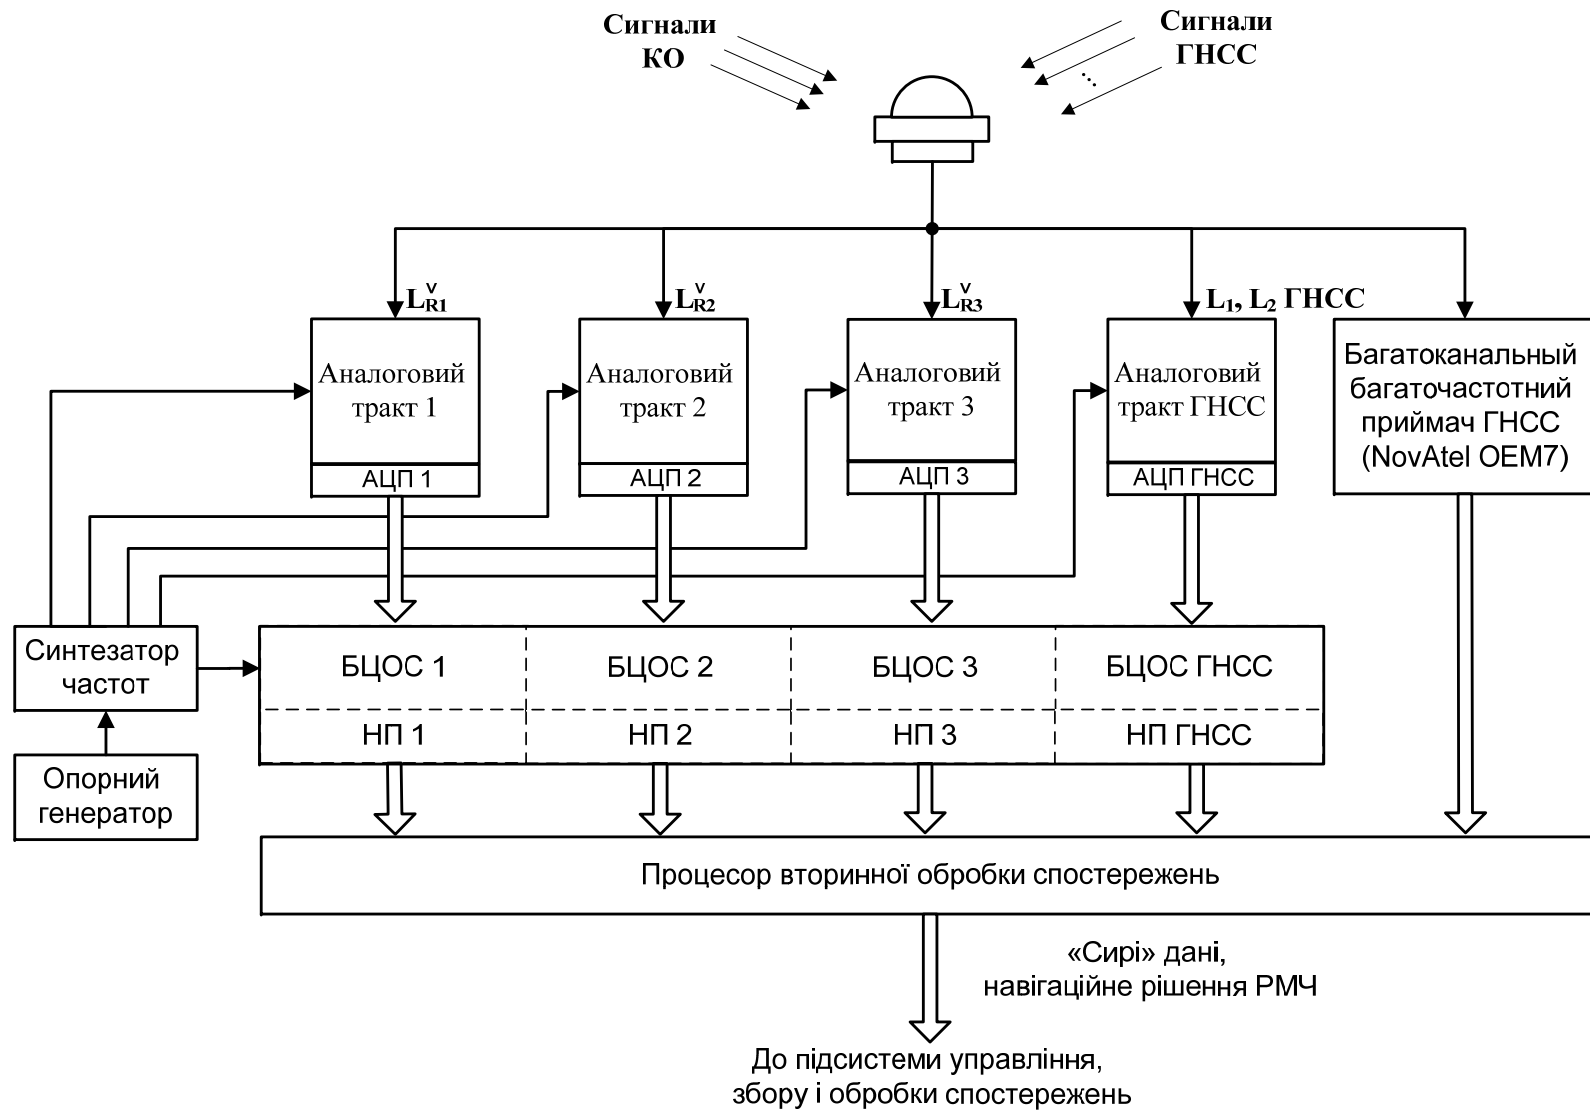 Сигнали
КО
Сигнали
ГНСС
...
L^V_R1
L^V_R2
L^V_R3
L₁, L₂ ГНСС
Аналоговий
тракт 1
Аналоговий
тракт 2
Аналоговий
тракт 3
Аналоговий
тракт ГНСС
Багатоканальный
багаточастотний
приймач ГНСС
(NovAtel OEM7)
АЦП 1
АЦП 2
АЦП 3
АЦП ГНСС
Синтезатор
частот
БЦОС 1
БЦОС 2
БЦОС 3
БЦОС ГНСС
НП 1
НП 2
НП 3
НП ГНСС
Опорний
генератор
Процесор вторинної обробки спостережень
«Сирі» дані,
навігаційне рішення РМЧ
До підсистеми управління,
збору і обробки спостережень